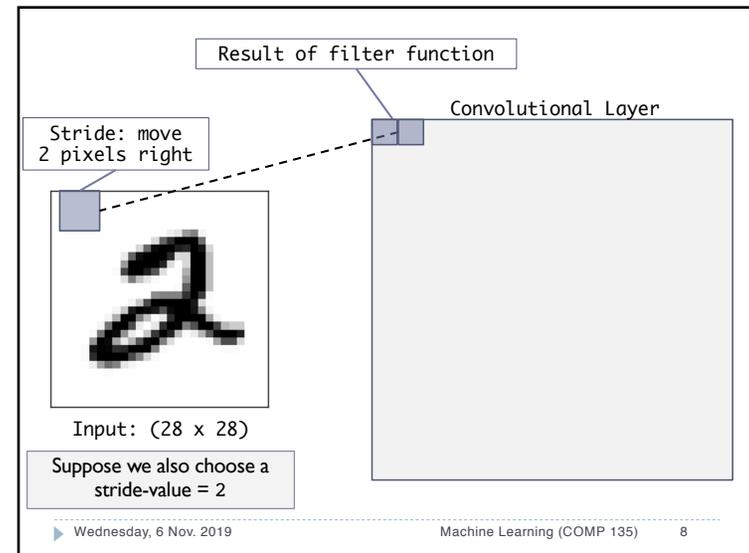 Result of filter function
Convolutional Layer
Stride: move
2 pixels right
Input: (28 x 28)
Suppose we also choose a
stride-value = 2
Wednesday, 6 Nov. 2019
Machine Learning (COMP 135)
8